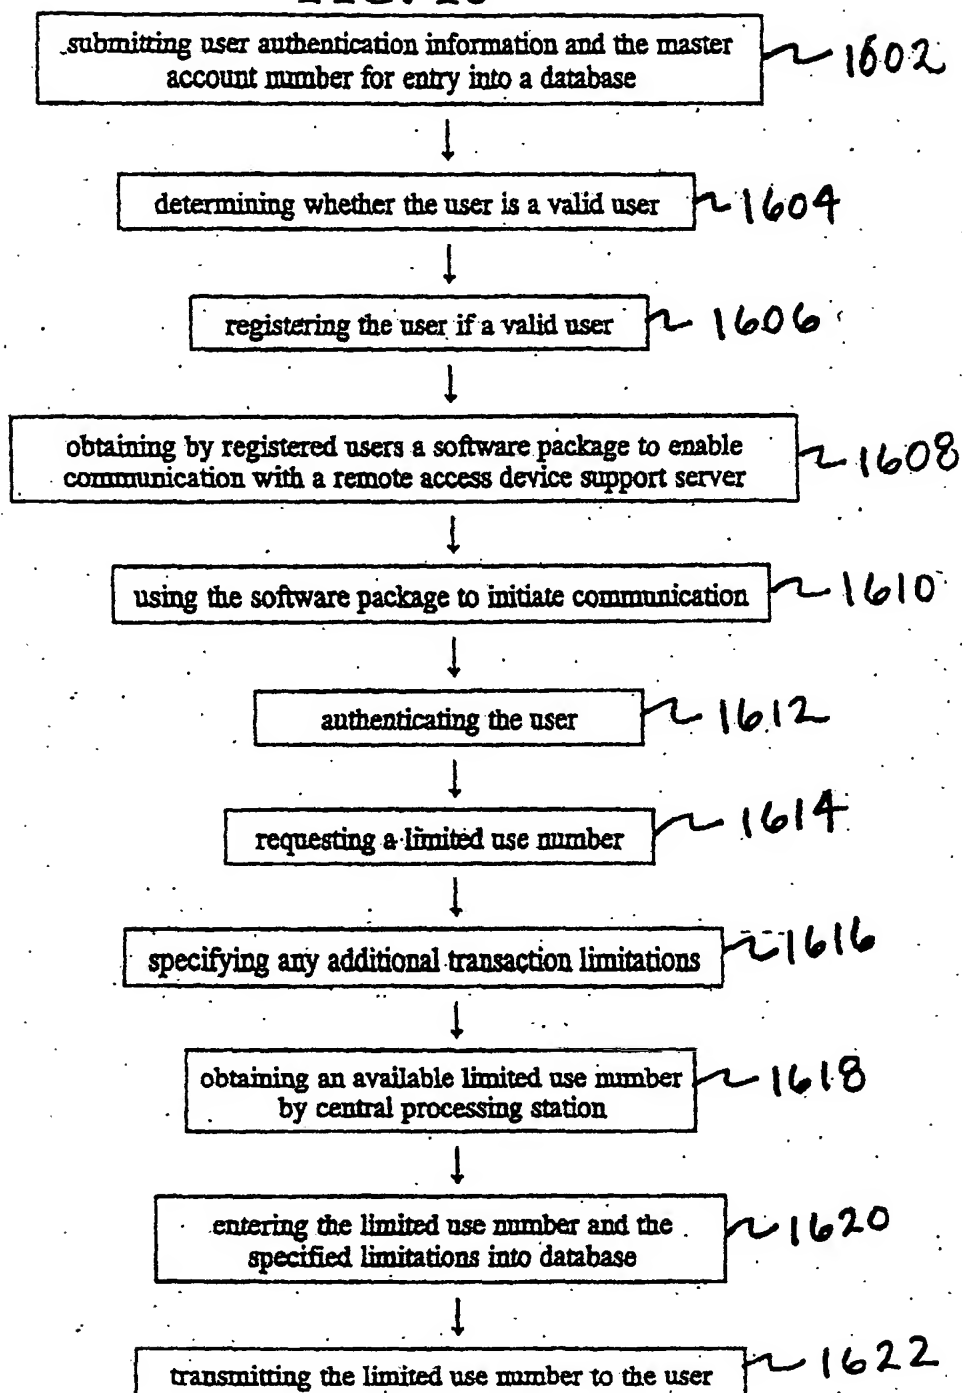 submitting user authentication information and the master
account number for entry into a database
1602
determining whether the user is a valid user
1604
registering the user if a valid user
1606
obtaining by registered users a software package to enable
communication with a remote access device support server
1608
using the software package to initiate communication
1610
authenticating the user
1612
requesting a limited use number
1614
specifying any additional transaction limitations
1616
obtaining an available limited use number
by central processing station
1618
entering the limited use number and the
specified limitations into database
1620
transmitting the limited use number to the user
1622